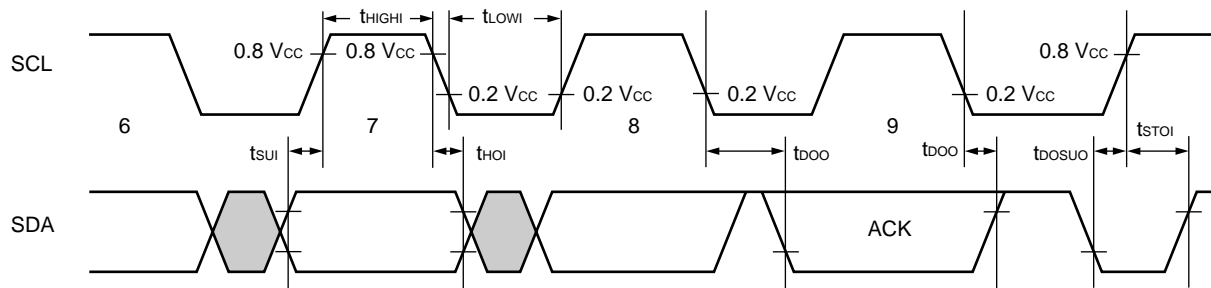 tHIGHI tLOWI
SCL 0.8 VCC 0.8 VCC 0.8 VCC
0.2 VCC 0.2 VCC 0.2 VCC 0.2 VCC
6 7 8 9
tSUI tHOI tDOO tDOO tDOSUO tSTOI
SDA ACK